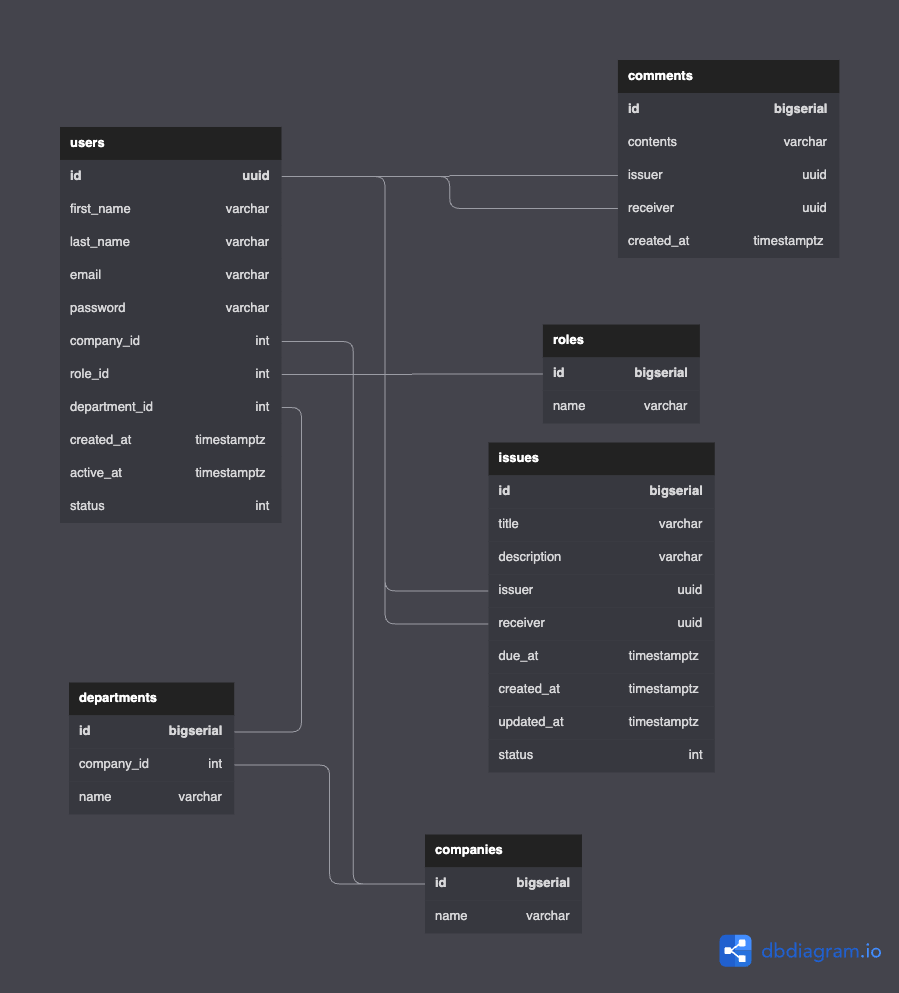 comments
id bigserial
contents varchar
issuer uuid
receiver uuid
created_at timestamptz
users
id uuid
first_name varchar
last_name varchar
email varchar
password varchar
company_id int
role_id int
department_id int
created_at timestamptz
active_at timestamptz
status int
roles
id bigserial
name varchar
issues
id bigserial
title varchar
description varchar
issuer uuid
receiver uuid
due_at timestamptz
created_at timestamptz
updated_at timestamptz
status int
departments
id bigserial
company_id int
name varchar
companies
id bigserial
name varchar
dbdiagram.io